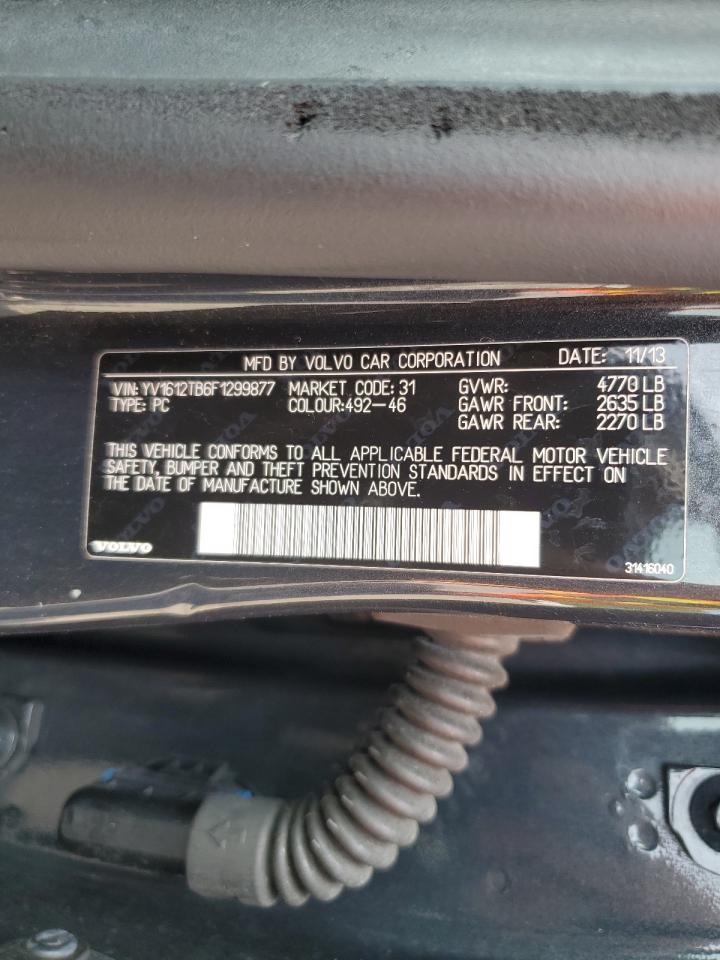 MFD BY VOLVO CAR CORPORATION DATE: 11/13
VIN: YV1612TB6F1299877 MARKET CODE: 31 GVWR: 4770 LB
TYPE: PC COLOUR:492-46 GAWR FRONT: 2635 LB
GAWR REAR: 2270 LB
THIS VEHICLE CONFORMS TO ALL APPLICABLE FEDERAL MOTOR VEHICLE
SAFETY, BUMPER AND THEFT PREVENTION STANDARDS IN EFFECT ON
THE DATE OF MANUFACTURE SHOWN ABOVE.
VOLVO
31416040